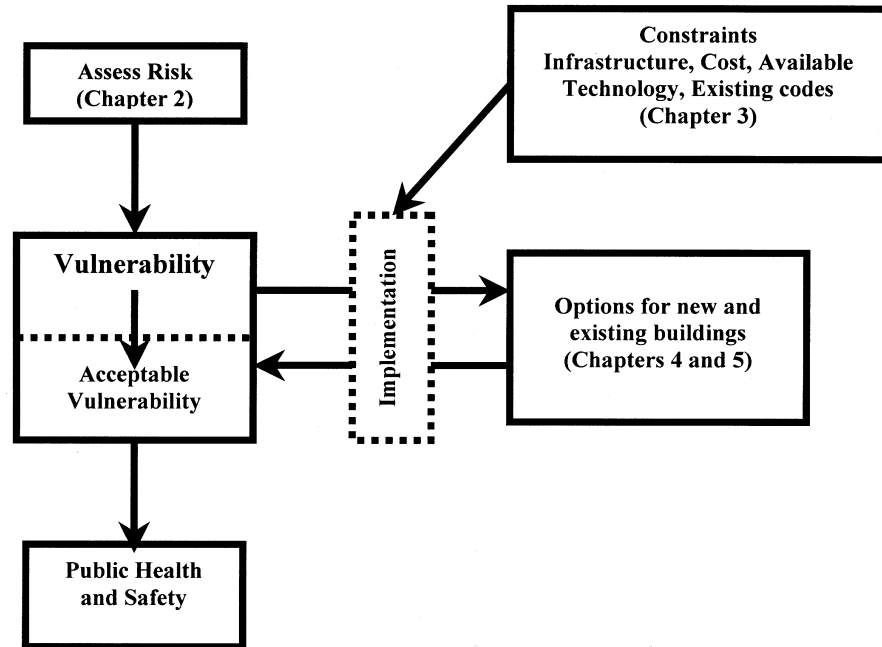 Assess Risk
(Chapter 2)
Constraints
Infrastructure, Cost, Available
Technology, Existing codes
(Chapter 3)
Vulnerability
Acceptable
Vulnerability
Implementation
Options for new and
existing buildings
(Chapters 4 and 5)
Public Health
and Safety